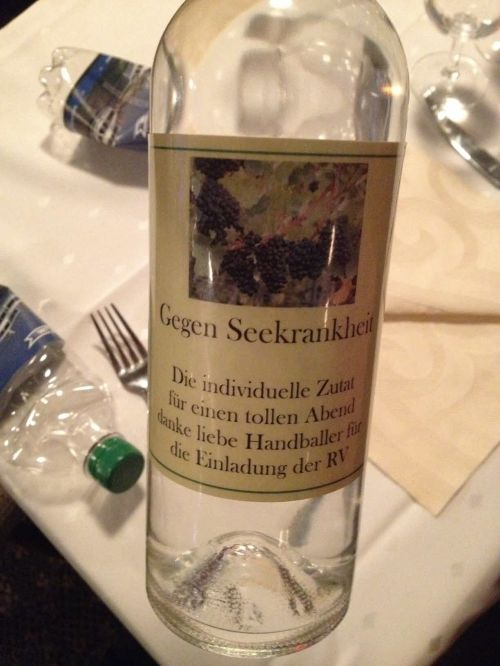 Gegen Seekrankheit
Die individuelle Zutat
für einen tollen Abend
danke liebe Handballer für
die Einladung der RV